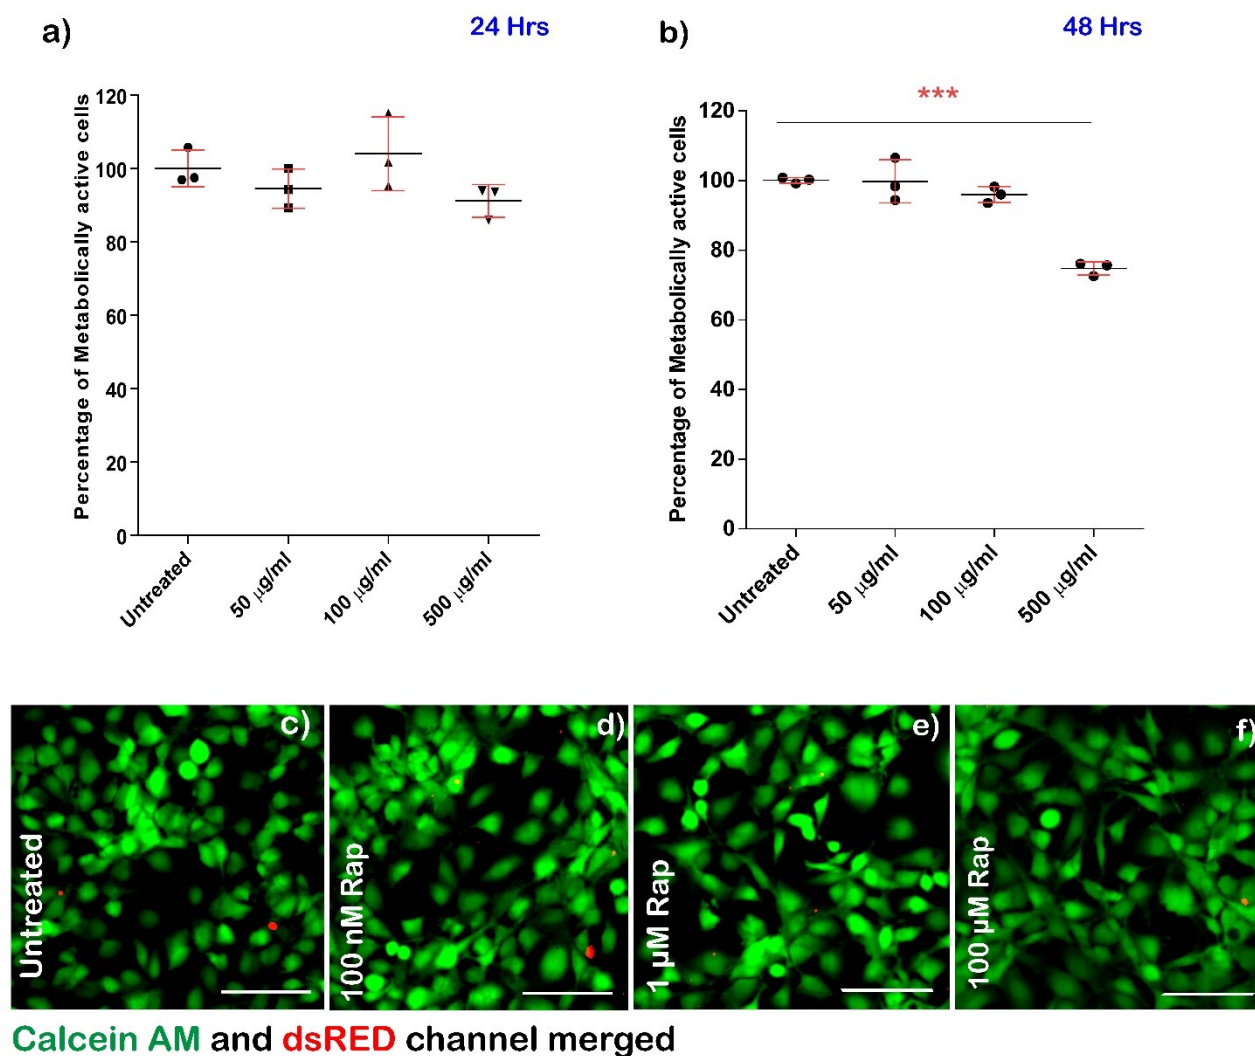 a)
24 Hrs
Percentage of Metabolically active cells
120
100
80
60
40
20
0
Untreated
50 μg/ml
100 μg/ml
500 μg/ml
b)
48 Hrs
***
Percentage of Metabolically active cells
120
100
80
60
40
20
0
Untreated
50 μg/ml
100 μg/ml
500 μg/ml
c)
Untreated
d)
100 nM Rap
e)
1 μM Rap
f)
100 μM Rap
Calcein AM and dsRED channel merged